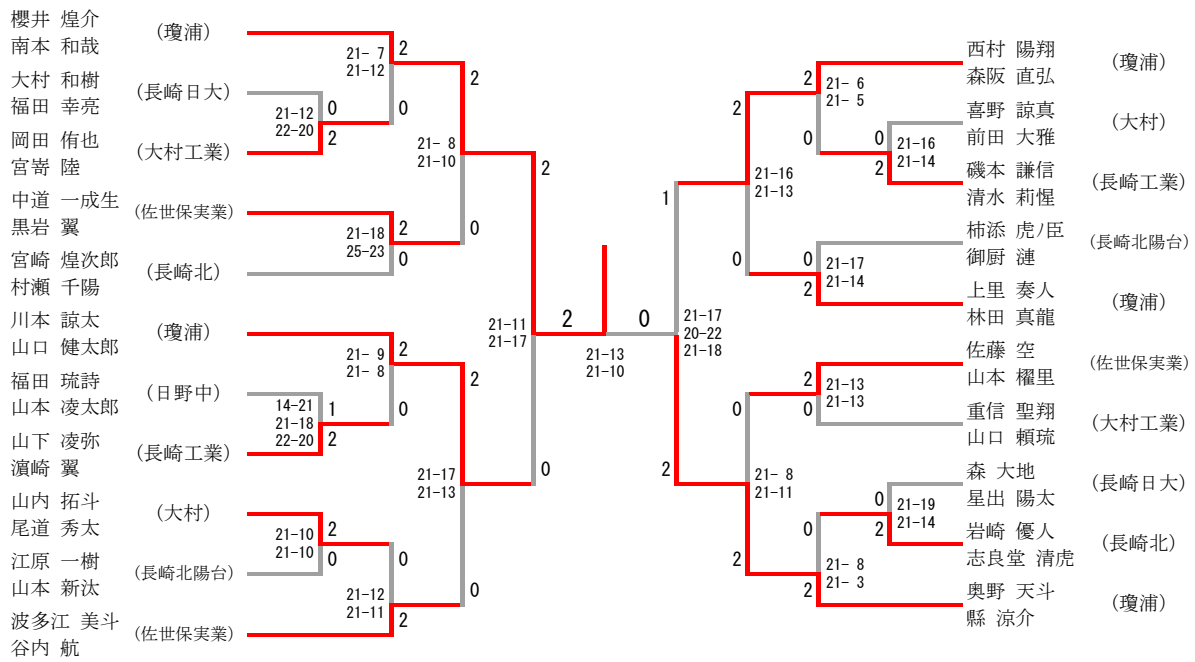 櫻井 煌介
南本 和哉
(瓊浦)
大村 和樹
福田 幸亮
(長崎日大)
岡田 侑也
宮嵜 陸
(大村工業)
中道 一成生
黒岩 翼
(佐世保実業)
宮崎 煌次郎
村瀬 千陽
(長崎北)
川本 諒太
山口 健太郎
(瓊浦)
福田 琉詩
山本 凌太郎
(日野中)
山下 凌弥
濵崎 翼
(長崎工業)
山内 拓斗
尾道 秀太
(大村)
江原 一樹
山本 新汰
(長崎北陽台)
波多江 美斗
谷内 航
(佐世保実業)
21- 7
21-12
2
0
21-12
22-20
0
2
21- 8
21-10
2
0
21-18
25-23
2
0
21-11
21-17
2
0
21- 9
21- 8
2
0
14-21
21-18
22-20
1
2
21-17
21-13
2
0
21-10
21-10
2
0
21-12
21-11
0
2
2
0
21-13
21-10
1
2
21-17
20-22
21-18
2
0
21-16
21-13
2
0
21- 6
21- 5
0
2
21-16
21-14
0
2
21-17
21-14
0
2
21- 8
21-11
2
0
21-13
21-13
0
2
21- 8
21- 3
0
2
21-19
21-14
西村 陽翔
森阪 直弘
(瓊浦)
喜野 諒真
前田 大雅
(大村)
磯本 謙信
清水 莉惺
(長崎工業)
柿添 虎ノ臣
御厨 漣
(長崎北陽台)
上里 奏人
林田 真龍
(瓊浦)
佐藤 空
山本 櫂里
(佐世保実業)
重信 聖翔
山口 頼琉
(大村工業)
森 大地
星出 陽太
(長崎日大)
岩崎 優人
志良堂 清虎
(長崎北)
奥野 天斗
縣 涼介
(瓊浦)